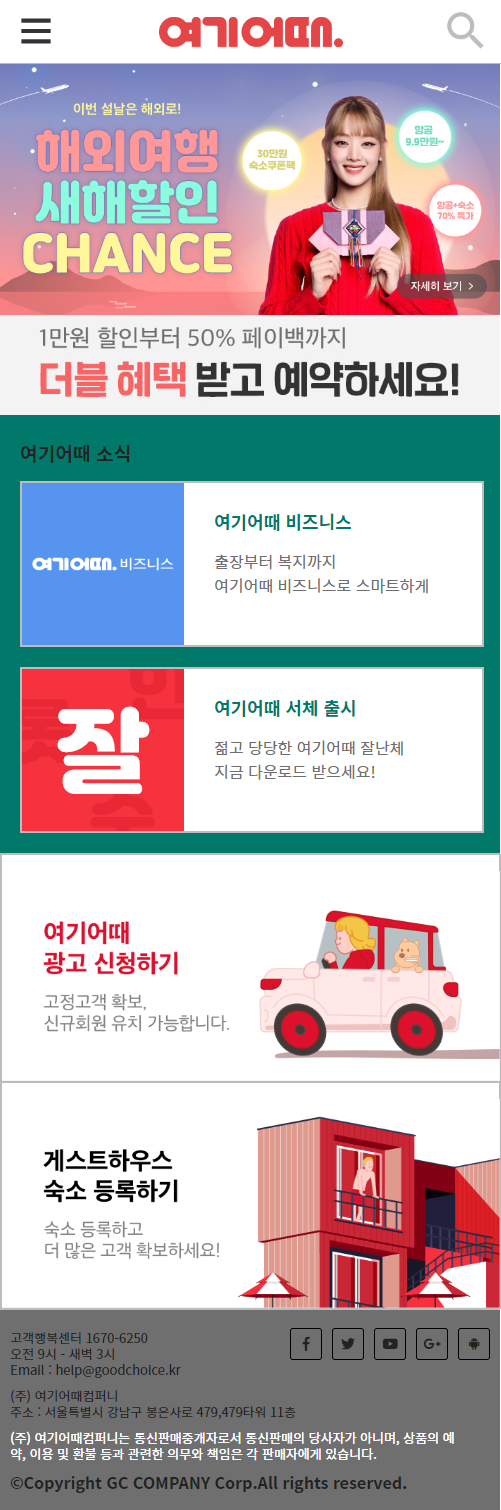 여기어때.
이번 설날은 해외로!
해외여행
새해할인
CHANCE
30만원
숙소쿠폰팩
항공
9.9만원~
항공+숙소
70% 특가
자세히 보기 >
1만원 할인부터 50% 페이백까지
더블 혜택 받고 예약하세요!
여기어때 소식
여기어때. 비즈니스
여기어때 비즈니스
출장부터 복지까지
여기어때 비즈니스로 스마트하게
잘
여기어때 서체 출시
젊고 당당한 여기어때 잘난체
지금 다운로드 받으세요!
여기어때
광고 신청하기
고정고객 확보,
신규회원 유치 가능합니다.
게스트하우스
숙소 등록하기
숙소 등록하고
더 많은 고객 확보하세요!
고객행복센터 1670-6250
오전 9시 - 새벽 3시
Email : help@goodchoice.kr
G+
(주) 여기어때컴퍼니
주소 : 서울특별시 강남구 봉은사로 479,479타워 11층
(주) 여기어때컴퍼니는 통신판매중개자로서 통신판매의 당사자가 아니며, 상품의 예
약, 이용 및 환불 등과 관련한 의무와 책임은 각 판매자에게 있습니다.
©Copyright GC COMPANY Corp.All rights reserved.